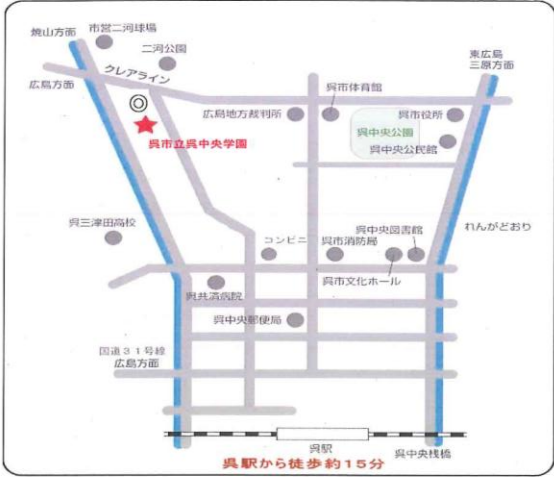 焼山方面
市営二河球場
二河公園
クレアライン
広島方面
東広島
三原方面
呉市体育館
広島地方裁判所
呉市役所
呉中央公園
呉中央公民館
呉市立呉中央学園
呉三津田高校
れんがどおり
コンビニ
呉市消防局
呉中央図書館
呉市文化ホール
呉共済病院
呉中央郵便局
国道31号線
広島方面
呉駅
呉中央桟橋
呉駅から徒歩約15分